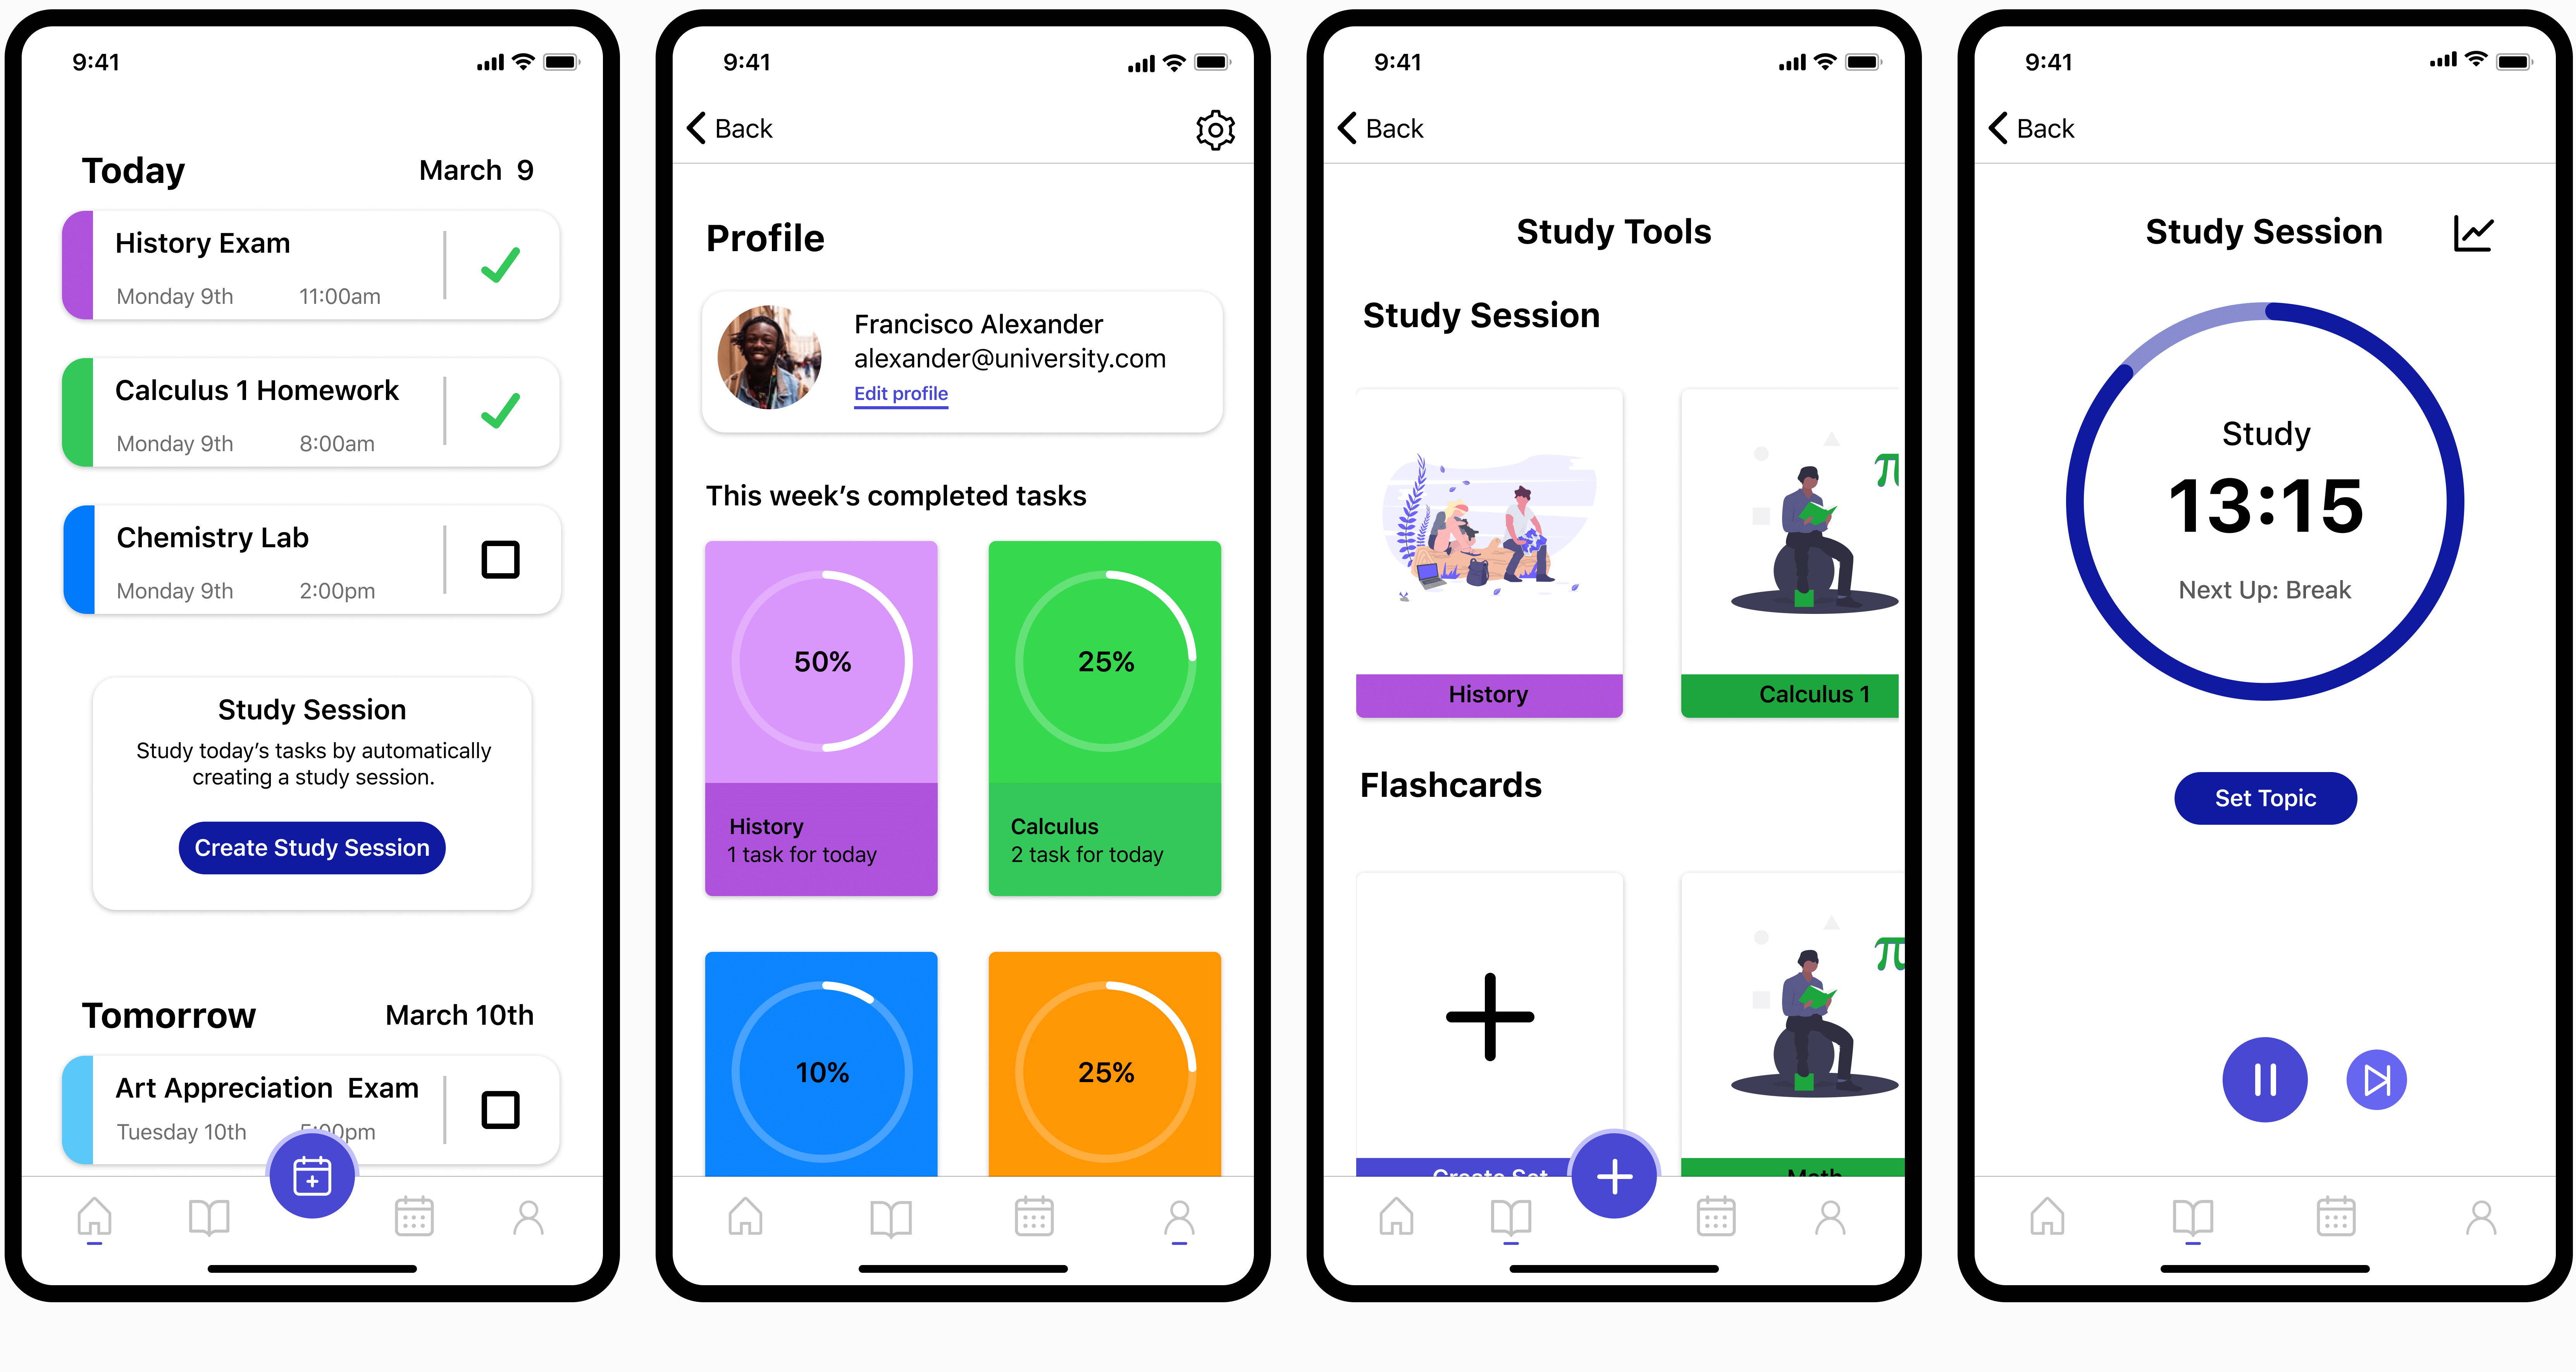 9:41
Today March 9
History Exam
Monday 9th 11:00am
Calculus 1 Homework
Monday 9th 8:00am
Chemistry Lab
Monday 9th 2:00pm
Study Session
Study today’s tasks by automatically
creating a study session.
Create Study Session
Tomorrow March 10th
Art Appreciation Exam
Tuesday 10th 5:00pm
9:41
Back
Profile
Francisco Alexander
alexander@university.com
Edit profile
This week’s completed tasks
50%
History
1 task for today
25%
Calculus
2 task for today
10%
25%
9:41
Back
Study Tools
Study Session
π
History
Calculus 1
Flashcards
π
Create Set
Math
9:41
Back
Study Session
Study
13:15
Next Up: Break
Set Topic